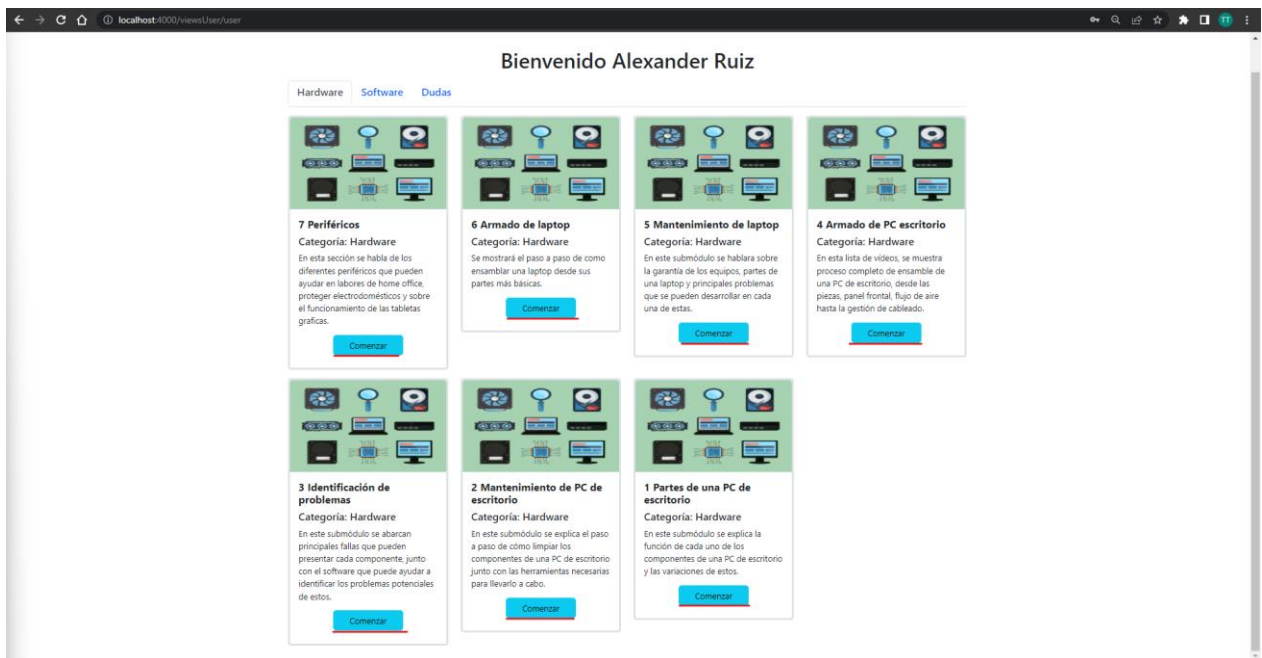 localhost:4000/viewsUser/user
TT
Bienvenido Alexander Ruiz
Hardware Software Dudas
7 Periféricos
Categoría: Hardware
En esta sección se habla de los
diferentes periféricos que pueden
ayudar en labores de home office,
proteger electrodomésticos y sobre
el funcionamiento de las tabletas
graficas.
Comenzar
6 Armado de laptop
Categoría: Hardware
Se mostrará el paso a paso de como
ensamblar una laptop desde sus
partes más básicas.
Comenzar
5 Mantenimiento de laptop
Categoría: Hardware
En este submódulo se hablara sobre
la garantía de los equipos, partes de
una laptop y principales problemas
que se pueden desarrollar en cada
una de estas.
Comenzar
4 Armado de PC escritorio
Categoría: Hardware
En esta lista de vídeos, se muestra
proceso completo de ensamble de
una PC de escritorio, desde las
piezas, panel frontal, flujo de aire
hasta la gestión de cableado.
Comenzar
3 Identificación de
problemas
Categoría: Hardware
En este submódulo se abarcan
principales fallas que pueden
presentar cada componente, junto
con el software que puede ayudar a
identificar los problemas potenciales
de estos.
Comenzar
2 Mantenimiento de PC de
escritorio
Categoría: Hardware
En este submódulo se explica el paso
a paso de cómo limpiar los
componentes de una PC de escritorio
junto con las herramientas necesarias
para llevarlo a cabo.
Comenzar
1 Partes de una PC de
escritorio
Categoría: Hardware
En este submódulo se explica la
función de cada uno de los
componentes de una PC de escritorio
y las variaciones de estos.
Comenzar